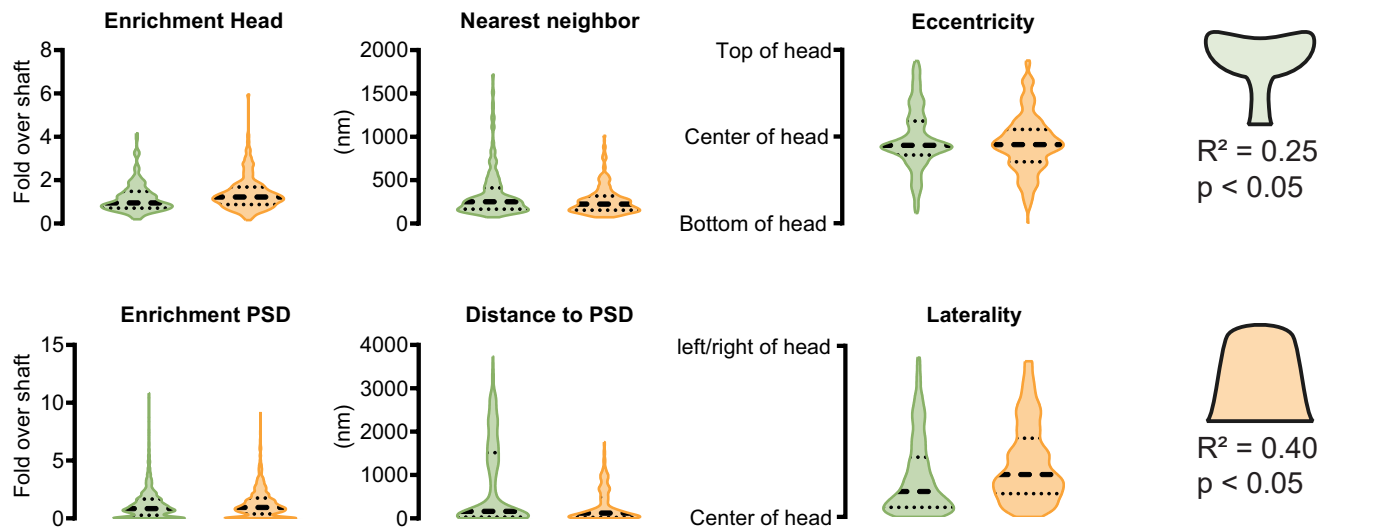 Enrichment Head
Fold over shaft
8
6
4
2
0
Nearest neighbor
(nm)
2000
1500
1000
500
0
Eccentricity
Top of head
Center of head
Bottom of head
R² = 0.25
p < 0.05
Enrichment PSD
Fold over shaft
15
10
5
0
Distance to PSD
(nm)
4000
3000
2000
1000
0
Laterality
left/right of head
Center of head
R² = 0.40
p < 0.05